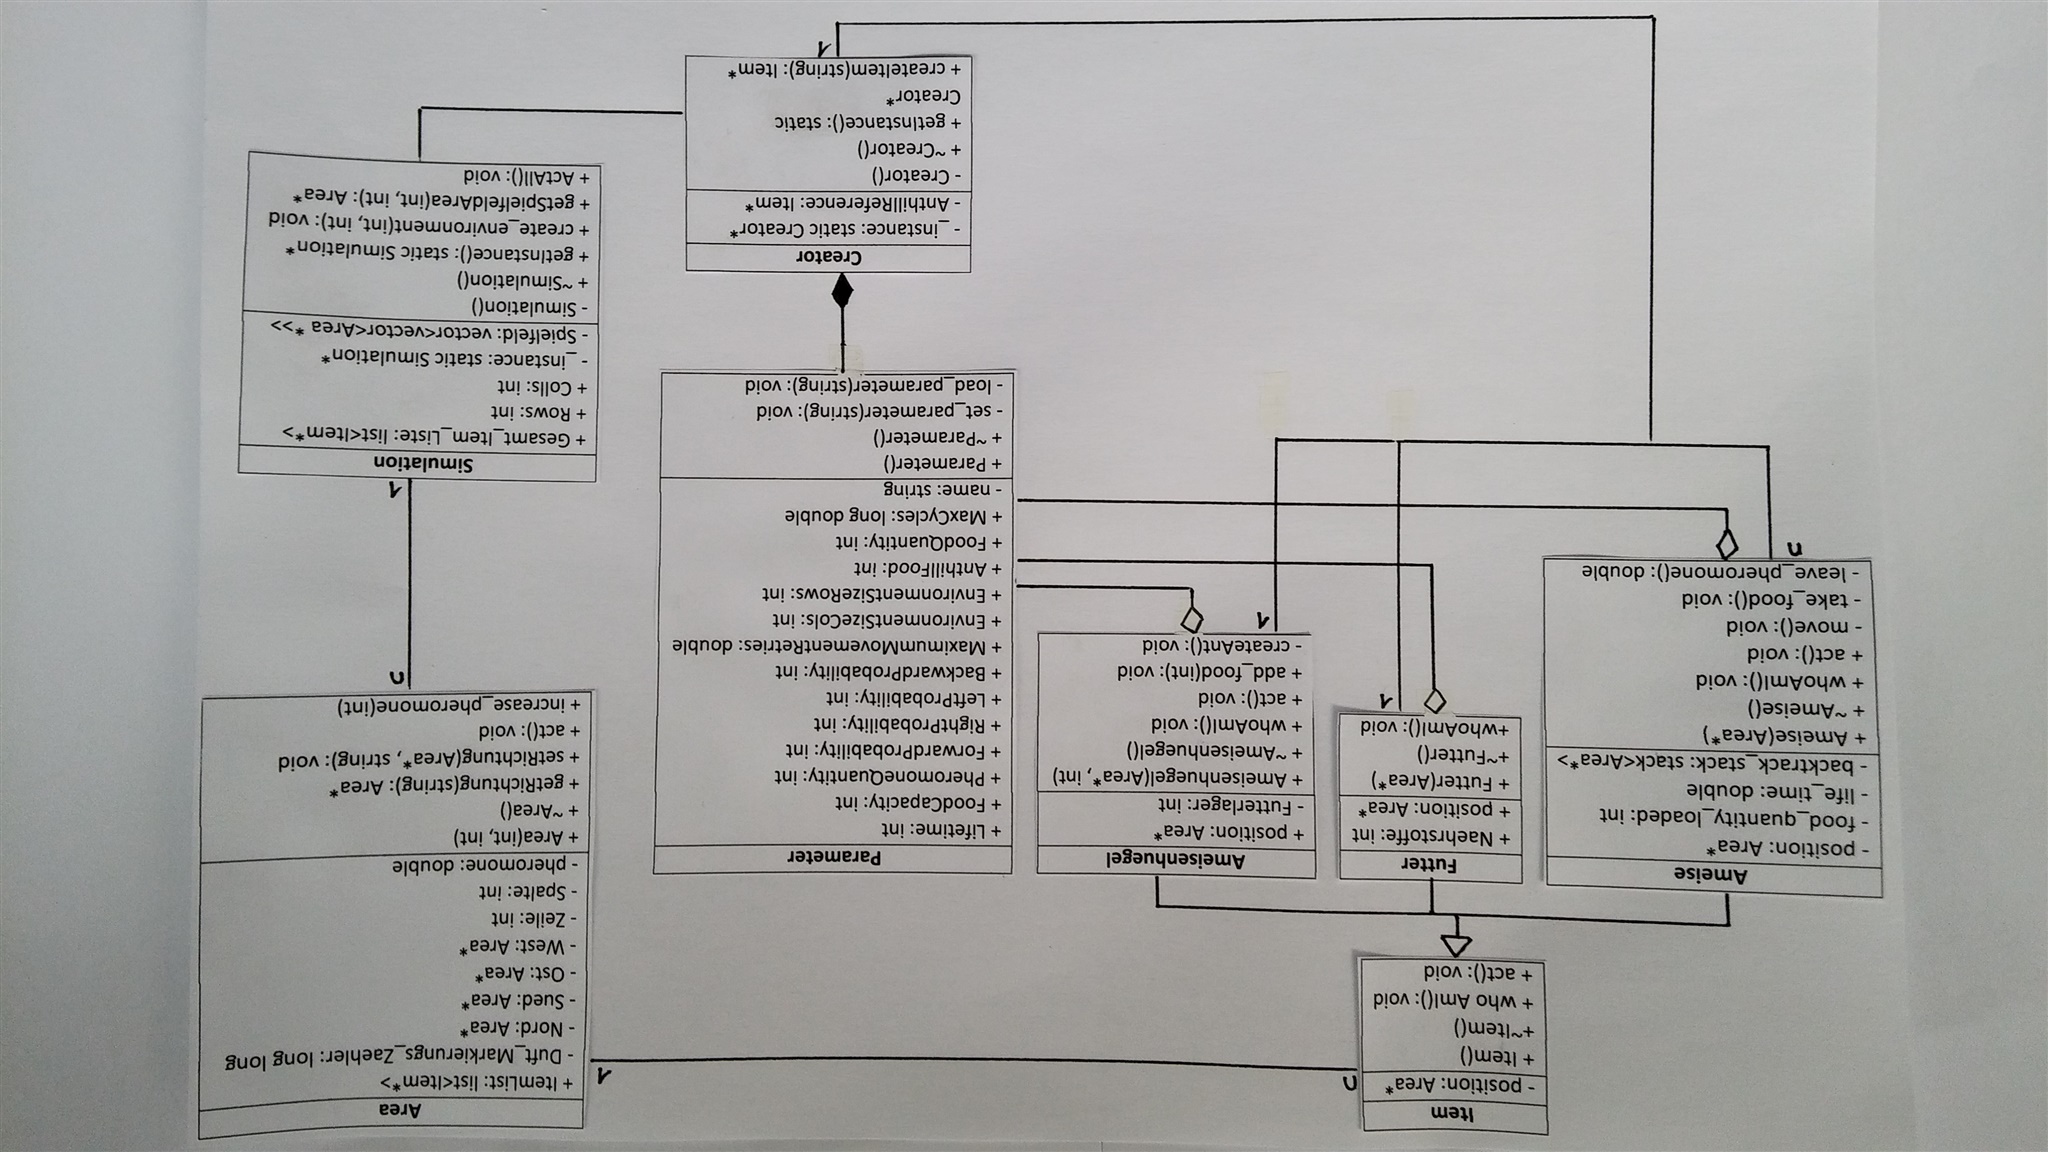 Item
- position: Area*
+ Item()
+~Item()
+ who AmI(): void
+ act(): void
n
1
Area
+ ItemList: list<Item*>
- Duft_Markierungs_Zaehler: long long
- Nord: Area*
- Sued: Area*
- Ost: Area*
- West: Area*
- Zeile: int
- Spalte: int
- pheromone: double
+ Area(int, int)
+ ~Area()
+ getRichtung(string): Area*
+ setRichtung(Area*, string): void
+ act(): void
+ increase_pheromone(int)
n
1
Ameise
- position: Area*
- food_quantity_loaded: int
- life_time: double
- backtrack_stack: stack<Area*>
+ Ameise(Area*)
+ ~Ameise()
+ whoAmI(): void
+ act(): void
- move(): void
- take_food(): void
- leave_pheromone(): double
n
Futter
+ Naehrstoffe: int
+ position: Area*
+ Futter(Area*)
+~Futter()
+whoAmI(): void
1
Ameisenhuegel
+ position: Area*
- Futterlager: int
+ Ameisenhuegel(Area*, int)
+ ~Ameisenhuegel()
+ whoAmI(): void
+ act(): void
+ add_food(int): void
- createAnt(): void
1
Parameter
+ Lifetime: int
+ FoodCapacity: int
+ PheromoneQuantity: int
+ ForwardProbability: int
+ RightProbability: int
+ LeftProbability: int
+ BackwardProbability: int
+ MaximumMovementRetries: double
+ EnvironmentSizeCols: int
+ EnvironmentSizeRows: int
+ AnthillFood: int
+ FoodQuantity: int
+ MaxCycles: long double
- name: string
+ Parameter()
+ ~Parameter()
- set_parameter(string): void
- load_parameter(string): void
Simulation
+ Gesamt_Item_Liste: list<Item*>
+ Rows: int
+ Colls: int
- _instance: static Simulation*
- Spielfeld: vector<vector<Area *>>
- Simulation()
+ ~Simulation()
+ getInstance(): static Simulation*
+ create_environment(int, int): void
+ getSpielfeldArea(int, int): Area*
+ ActAll(): void
Creator
- _instance: static Creator*
- AnthillReference: Item*
- Creator()
+ ~Creator()
+ getInstance(): static
Creator*
+ createItem(string): Item*
1